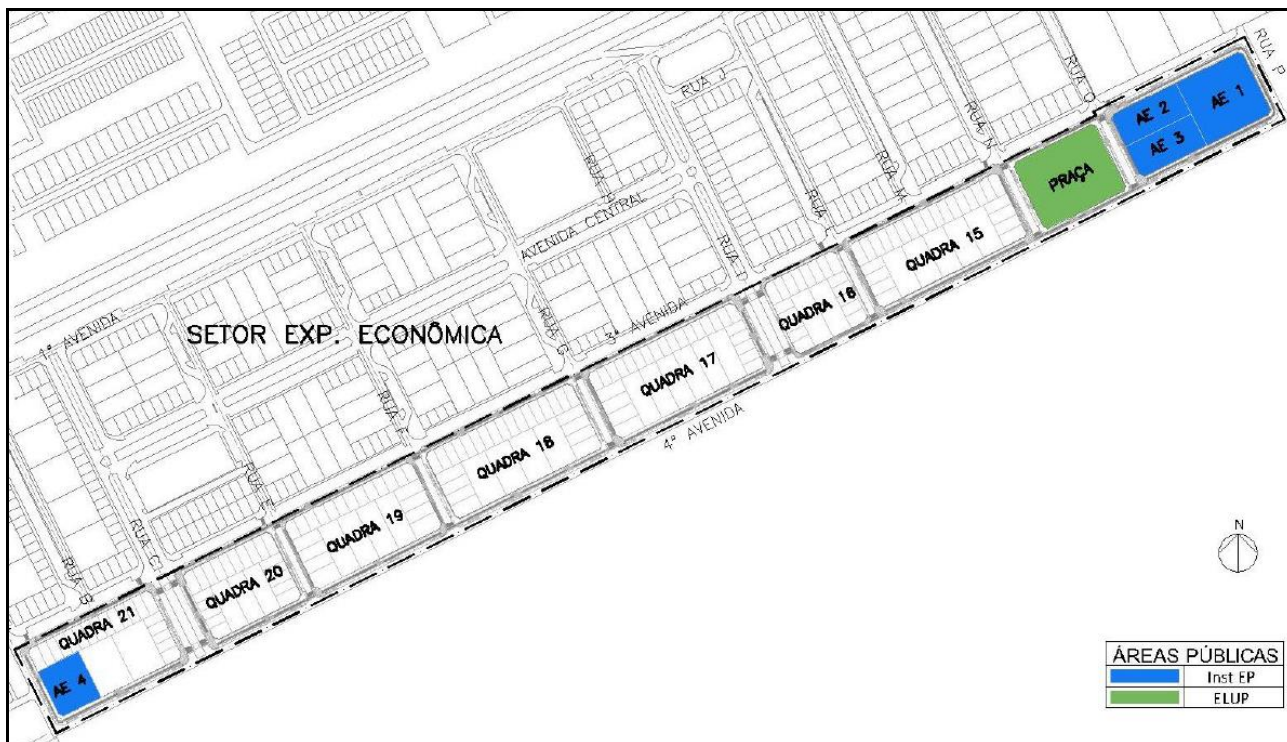 RUA P
AE 1
AE 2
AE 3
RUA O
PRAÇA
RUA J
RUA N
RUA M
QUADRA 15
AVENIDA CENTRAL
RUA I
QUADRA 16
1ª AVENIDA
SETOR EXP. ECONÔMICA
RUA G
3ª AVENIDA
QUADRA 17
4ª AVENIDA
RUA F
QUADRA 18
RUA E
QUADRA 19
N
RUA C
RUA B
QUADRA 20
QUADRA 21
AE 4
ÁREAS PÚBLICAS
Inst EP
ELUP